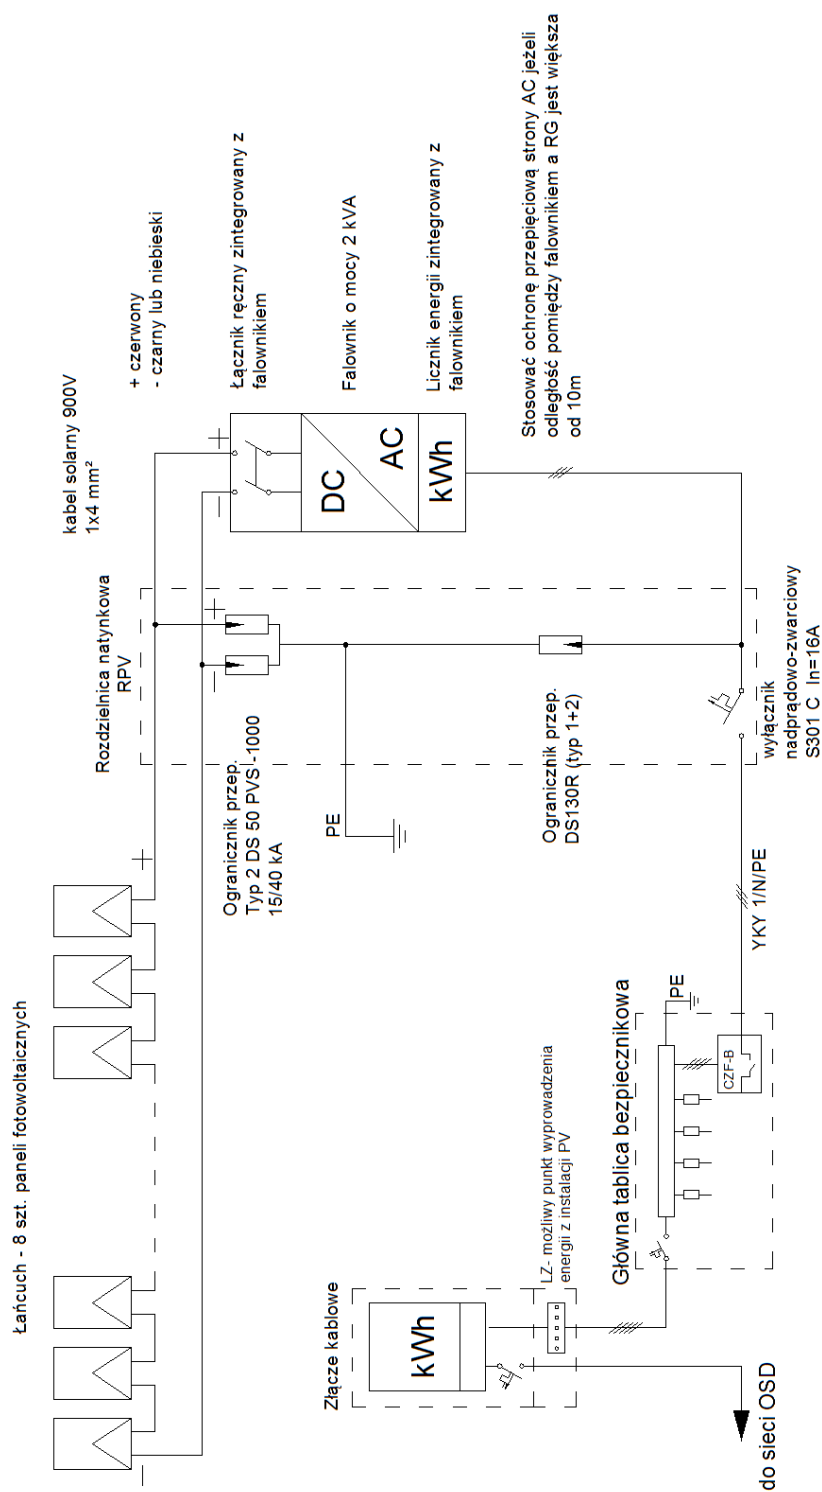 Łańcuch - 8 szt. paneli fotowoltaicznych
kabel solarny 900V
1x4 mm²
+ czerwony
- czarny lub niebieski
Rozdzielnica natynkowa
RPV
+
−
+
−
+
−
Łącznik ręczny zintegrowany z
falownikiem
DC
AC
Falownik o mocy 2 kVA
kWh
Licznik energii zintegrowany z
falownikiem
Stosować ochronę przepięciową strony AC jeżeli
odległość pomiędzy falownikiem a RG jest większa
od 10m
Ogranicznik przep.
Typ 2 DS 50 PVS -1000
15/40 kA
PE
Ogranicznik przep.
DS130R (typ 1+2)
wyłącznik
nadprądowo-zwarciowy
S301 C In=16A
YKY 1/N/PE
Złącze kablowe
kWh
LZ- możliwy punkt wyprowadzenia
energii z instalacji PV
Główna tablica bezpiecznikowa
PE
CZF-B
do sieci OSD